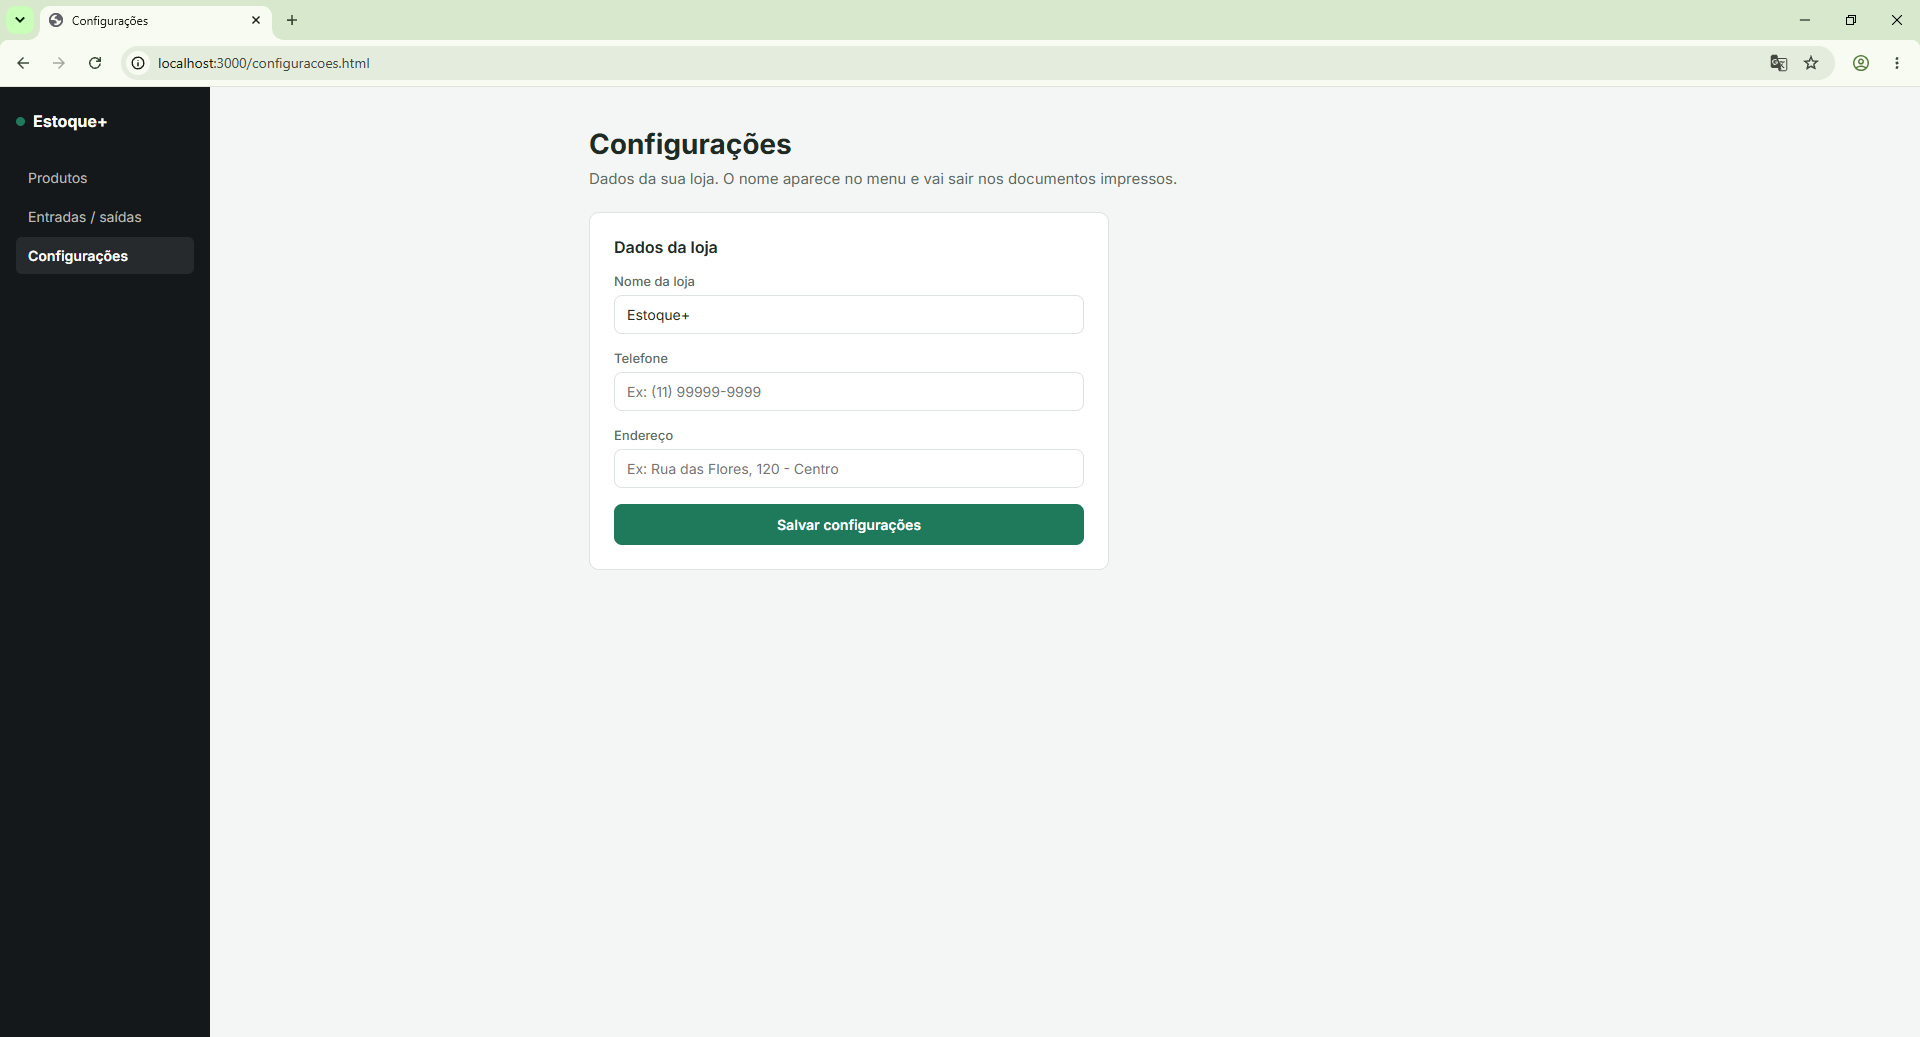 Configurações
localhost:3000/configuracoes.html
Estoque+
Produtos
Entradas / saídas
Configurações
Configurações
Dados da sua loja. O nome aparece no menu e vai sair nos documentos impressos.
Dados da loja
Nome da loja
Estoque+
Telefone
Ex: (11) 99999-9999
Endereço
Ex: Rua das Flores, 120 - Centro
Salvar configurações